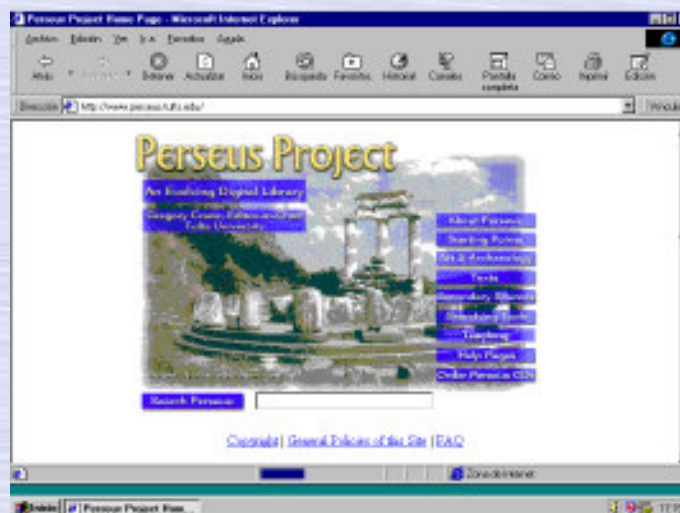 Perseus Project Home Page - Microsoft Internet Explorer
Archivo Edición Ver Ir a Favoritos Ayuda
Atrás Detener Actualizar Inicio Búsqueda Favoritos Historial Canales Pantalla completa Correo Imprimir Edición
Dirección http://www.perseus.tufts.edu/
Perseus Project
An Evolving Digital Library
Gregory Crane, Editor-in-Chief
Tufts University
About Perseus
Starting Points
Art & Archaeology
Texts
Secondary Sources
Searching Tools
Teaching
Help Pages
Order Perseus CDs
Search Perseus
Copyright | General Policies of this Site | FAQ
Zona de Internet
Inicio Perseus Project Hom...